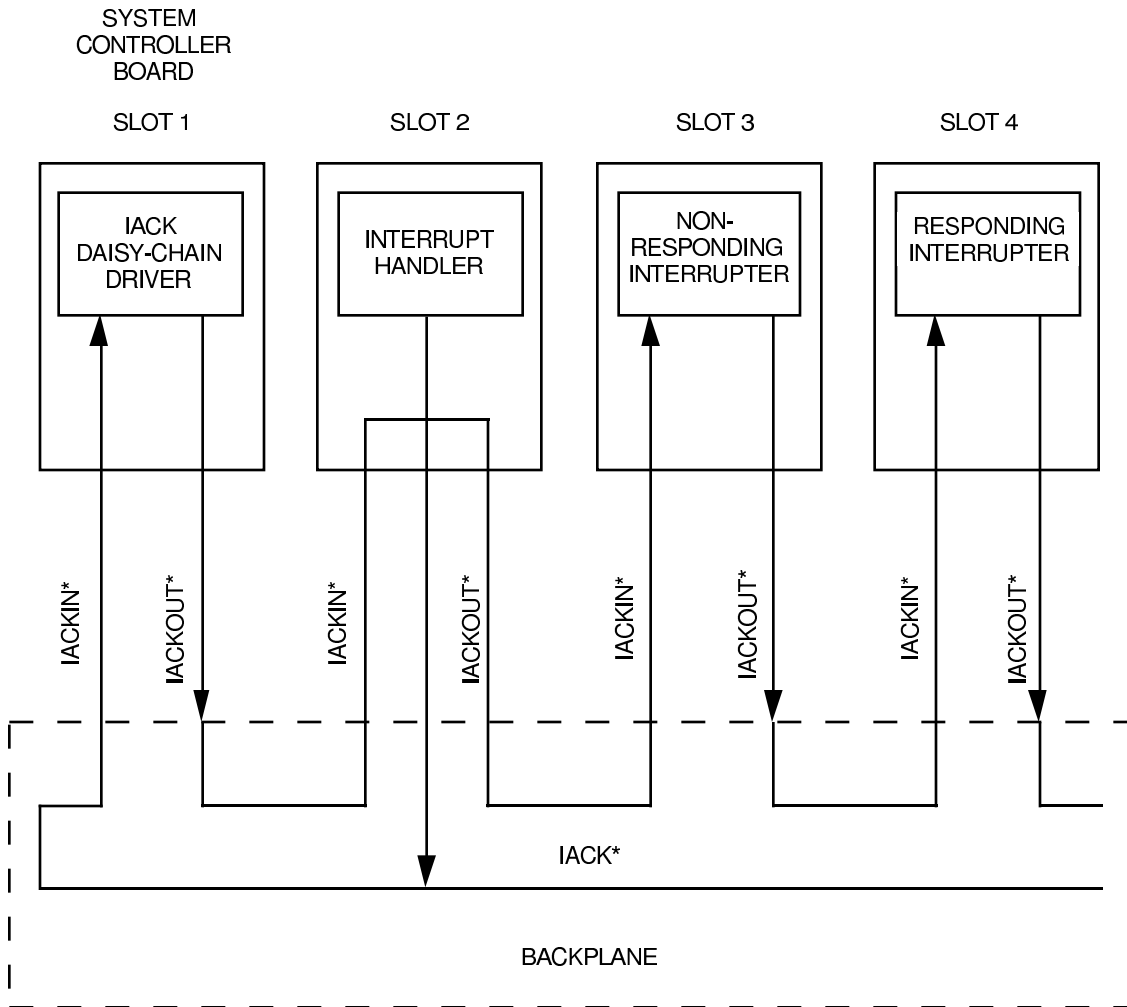 SYSTEM
CONTROLLER
BOARD
SLOT 1
SLOT 2
SLOT 3
SLOT 4
IACK
DAISY-CHAIN
DRIVER
INTERRUPT
HANDLER
NON-
RESPONDING
INTERRUPTER
RESPONDING
INTERRUPTER
IACKIN*
IACKOUT*
IACKIN*
IACKOUT*
IACKIN*
IACKOUT*
IACKIN*
IACKOUT*
IACK*
BACKPLANE